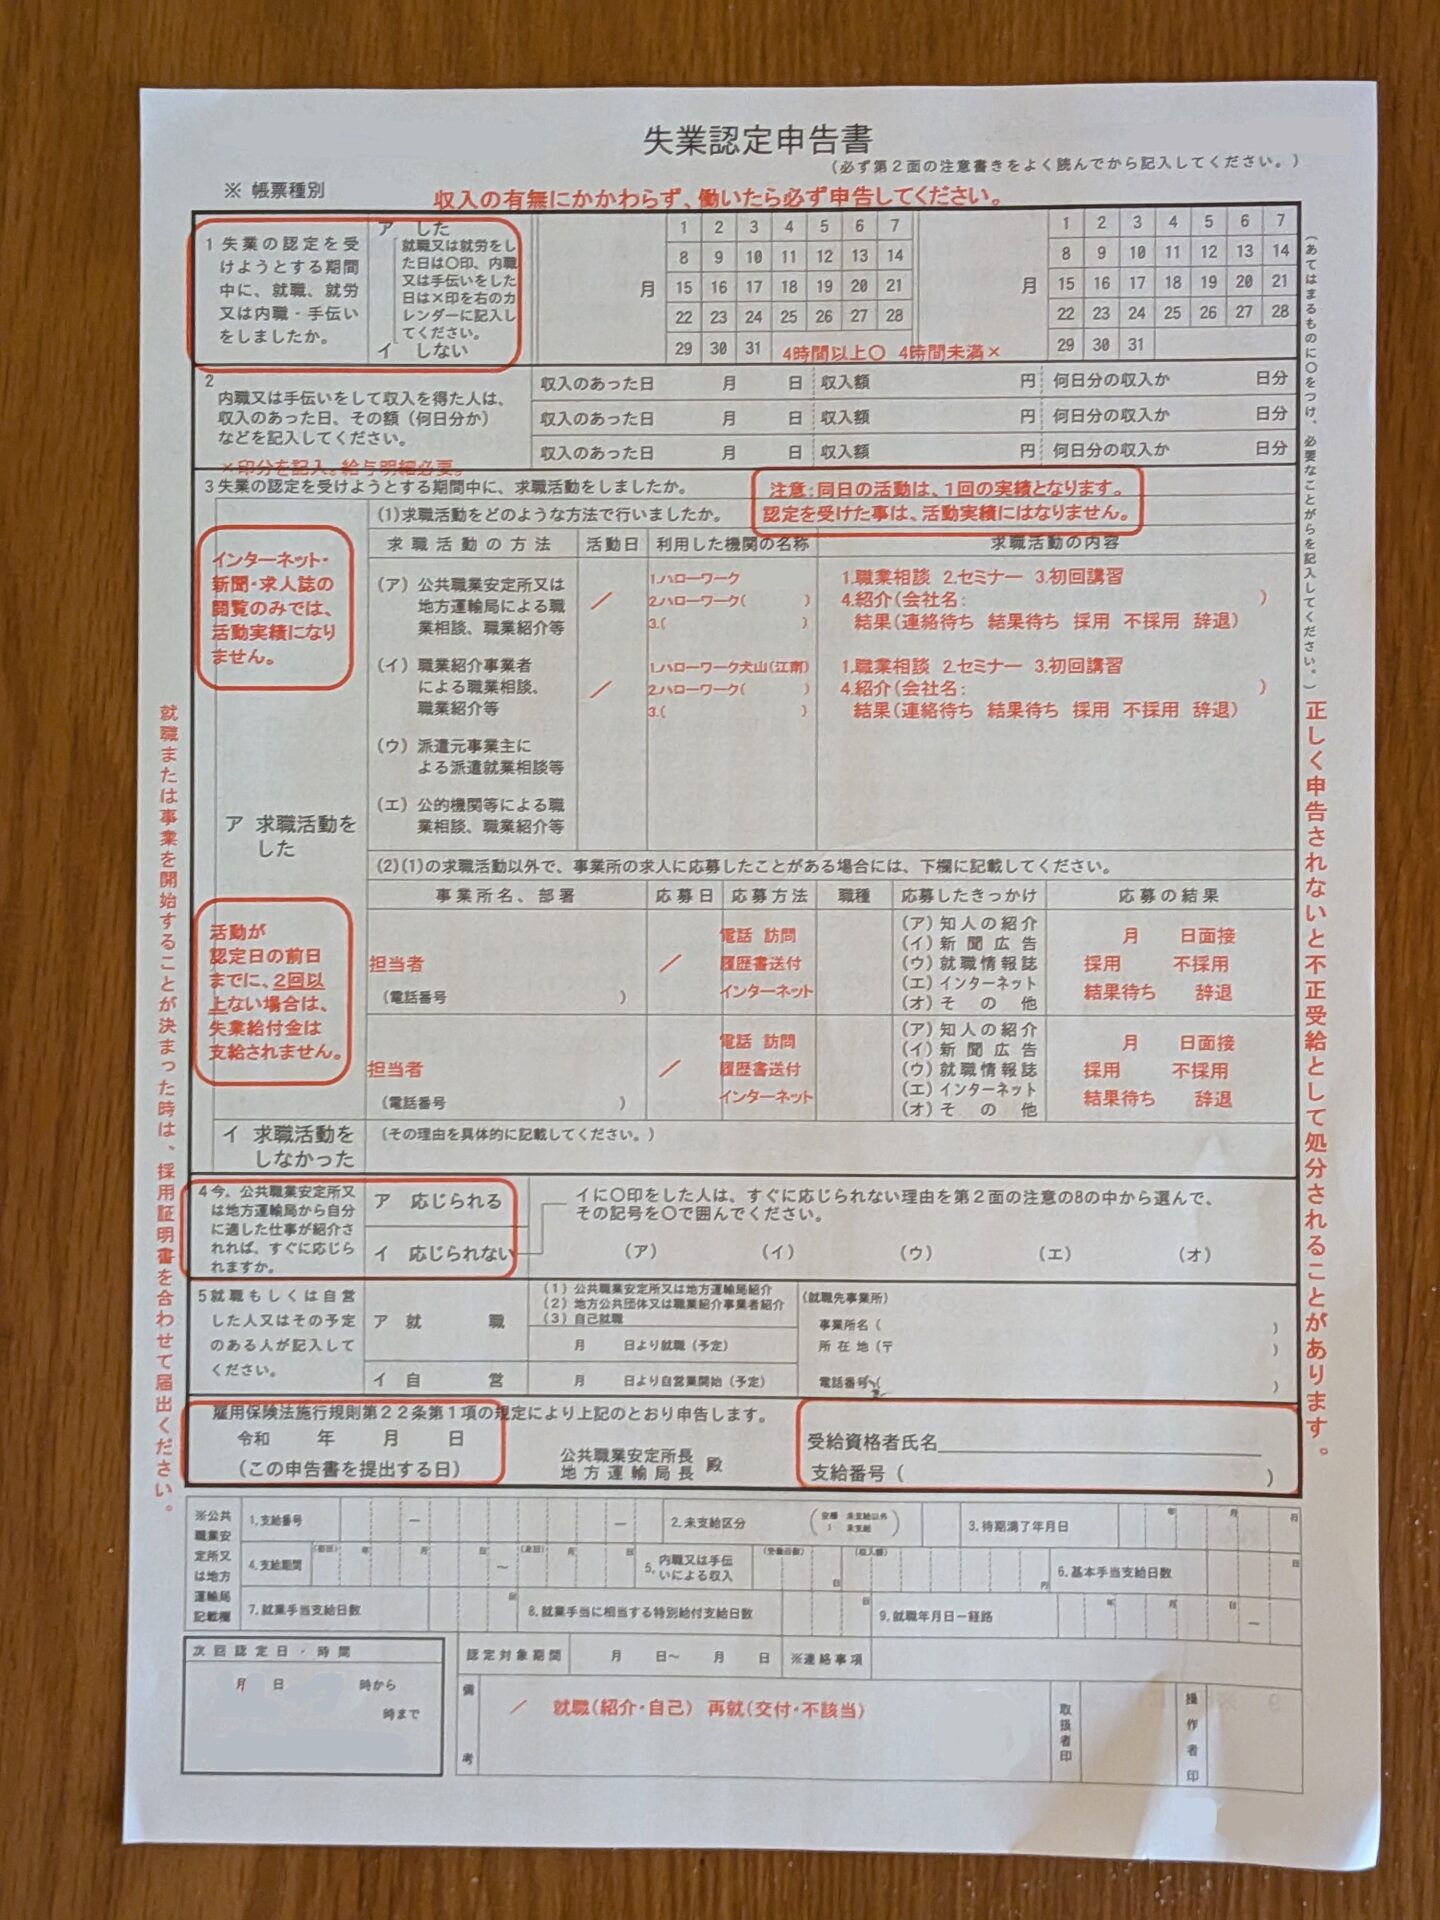 失業認定申告書
(必ず第2面の注意書きをよく読んでから記入してください。)
※ 帳票種別
収入の有無にかかわらず、働いたら必ず申告してください。
1 失業の認定を受
けようとする期間
中に、就職、就労
又は内職・手伝い
をしましたか。
ア した
就職又は就労をし
た日は〇印、内職
又は手伝いをした
日は×印を右のカ
レンダーに記入し
てください。
イ しない
月
1 2 3 4 5 6 7
8 9 10 11 12 13 14
15 16 17 18 19 20 21
22 23 24 25 26 27 28
29 30 31
4時間以上〇 4時間未満×
月
1 2 3 4 5 6 7
8 9 10 11 12 13 14
15 16 17 18 19 20 21
22 23 24 25 26 27 28
29 30 31
(あてはまるものに〇をつけ、必要なことがらを記入してください。)
正しく申告されないと不正受給として処分されることがあります。
就職または事業を開始することが決まった時は、採用証明書を合わせて届出ください。
2
内職又は手伝いをして収入を得た人は、
収入のあった日、その額(何日分か)
などを記入してください。
×印分を記入。給与明細必要。
収入のあった日 月 日 収入額 円 何日分の収入か 日分
収入のあった日 月 日 収入額 円 何日分の収入か 日分
収入のあった日 月 日 収入額 円 何日分の収入か 日分
3失業の認定を受けようとする期間中に、求職活動をしましたか。
注意:同日の活動は、1回の実績となります。
認定を受けた事は、活動実績にはなりません。
(1)求職活動をどのような方法で行いましたか。
求職活動の方法 活動日 利用した機関の名称 求職活動の内容
インターネット・
新聞・求人誌の
閲覧のみでは、
活動実績になり
ません。
(ア) 公共職業安定所又は
地方運輸局による職
業相談、職業紹介等
／
1.ハローワーク
2.ハローワーク( )
3.( )
1.職業相談 2.セミナー 3.初回講習
4.紹介(会社名: )
結果(連絡待ち 結果待ち 採用 不採用 辞退)
(イ) 職業紹介事業者
による職業相談、
職業紹介等
／
1.ハローワーク犬山(江南)
2.ハローワーク( )
3.( )
1.職業相談 2.セミナー 3.初回講習
4.紹介(会社名: )
結果(連絡待ち 結果待ち 採用 不採用 辞退)
(ウ) 派遣元事業主に
よる派遣就業相談等
(エ) 公的機関等による職
業相談、職業紹介等
ア 求職活動を
した
(2)(1)の求職活動以外で、事業所の求人に応募したことがある場合には、下欄に記載してください。
事業所名、部署 応募日 応募方法 職種 応募したきっかけ 応募の結果
活動が
認定日の前日
までに、2回以
上ない場合は、
失業給付金は
支給されません。
担当者
(電話番号 )
／
電話 訪問
履歴書送付
インターネット
(ア) 知人の紹介
(イ) 新聞広告
(ウ) 就職情報誌
(エ) インターネット
(オ) その他
月 日面接
採用 不採用
結果待ち 辞退
担当者
(電話番号 )
／
電話 訪問
履歴書送付
インターネット
(ア) 知人の紹介
(イ) 新聞広告
(ウ) 就職情報誌
(エ) インターネット
(オ) その他
月 日面接
採用 不採用
結果待ち 辞退
イ 求職活動を
しなかった
(その理由を具体的に記載してください。)
4今、公共職業安定所又
は地方運輸局から自分
に適した仕事が紹介さ
れれば、すぐに応じら
れますか。
ア 応じられる
イ 応じられない
イに〇印をした人は、すぐに応じられない理由を第2面の注意の8の中から選んで、
その記号を〇で囲んでください。
(ア) (イ) (ウ) (エ) (オ)
5就職もしくは自営
した人又はその予定
のある人が記入して
ください。
ア 就職
(1) 公共職業安定所又は地方運輸局紹介
(2) 地方公共団体又は職業紹介事業者紹介
(3) 自己就職
月 日より就職(予定)
イ 自営
月 日より自営業開始(予定)
(就職先事業所)
事業所名( )
所在地(〒 )
電話番号( )
雇用保険法施行規則第22条第1項の規定により上記のとおり申告します。
令和 年 月 日
(この申告書を提出する日)
公共職業安定所長
地方運輸局長
殿
受給資格者氏名
支給番号( )
※公共
職業安
定所又
は地方
運輸局
記載欄
1.支給番号 － －
2.未支給区分
空欄 未支給以外
1 未支給
3.待期満了年月日 年 月 日
4.支給期間 (初日) 年 月 日 ～ (末日) 月 日
5.内職又は手伝
いによる収入
(労働日数) 日 (収入額) 円
6.基本手当支給日数 日
7.就業手当支給日数 日
8.就業手当に相当する特別給付支給日数 日
9.就職年月日－経路 年 月 日 －
次回認定日・時間
月 日 時から
時まで
認定対象期間 月 日～ 月 日
※連絡事項
備考
／ 就職(紹介・自己) 再就(交付・不該当)
取扱者印
操作者印